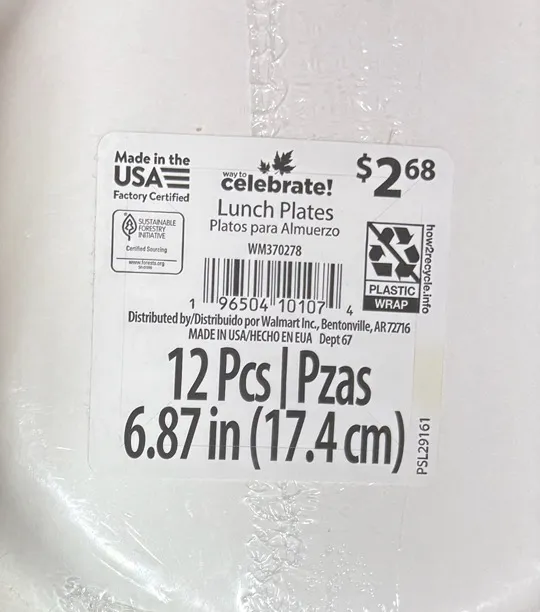 Made in the
USA
Factory Certified
way to
celebrate!
$2 68
Lunch Plates
Platos para Almuerzo
WM370278
SUSTAINABLE
FORESTRY
INITIATIVE
Certified Sourcing
www.forests.org
how2recycle.info
PLASTIC
WRAP
1 96504 10107 4
Distributed by/Distribuido por Walmart Inc., Bentonville, AR 72716
MADE IN USA/HECHO EN EUA Dept 67
12 Pcs | Pzas
6.87 in (17.4 cm)
PSL29161